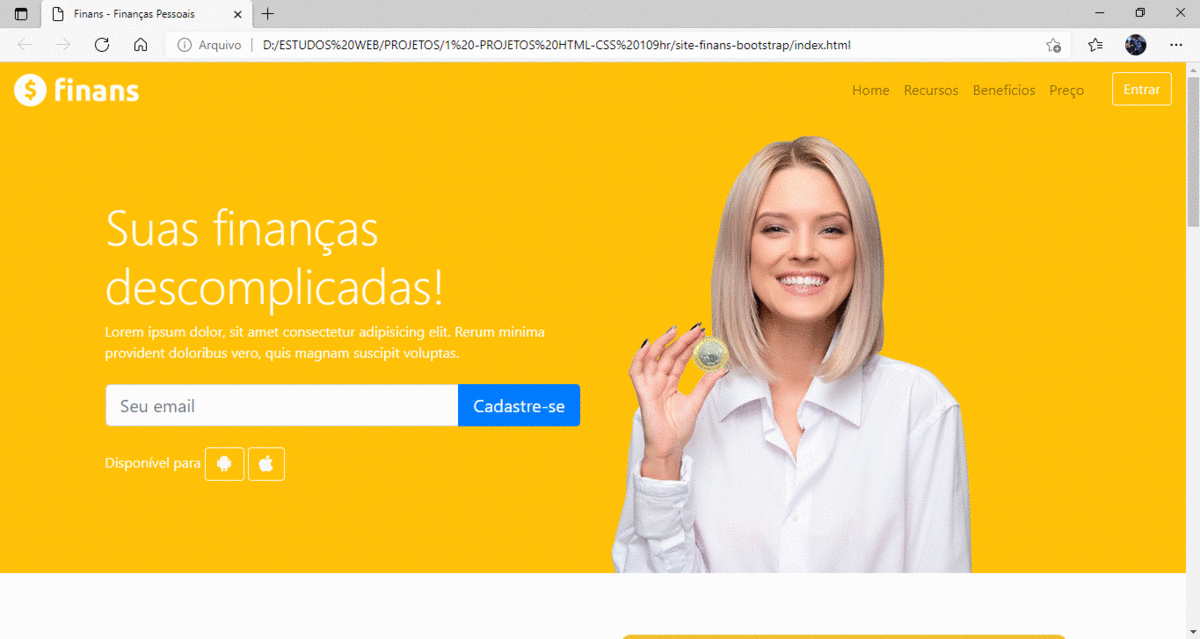 Finans - Finanças Pessoais
Arquivo
D:/ESTUDOS%20WEB/PROJETOS/1%20-PROJETOS%20HTML-CSS%20109hr/site-finans-bootstrap/index.html
$ finans
Home Recursos Benefícios Preço Entrar
Suas finanças
descomplicadas!
Lorem ipsum dolor, sit amet consectetur adipisicing elit. Rerum minima
provident doloribus vero, quis magnam suscipit voluptas.
Seu email Cadastre-se
Disponível para